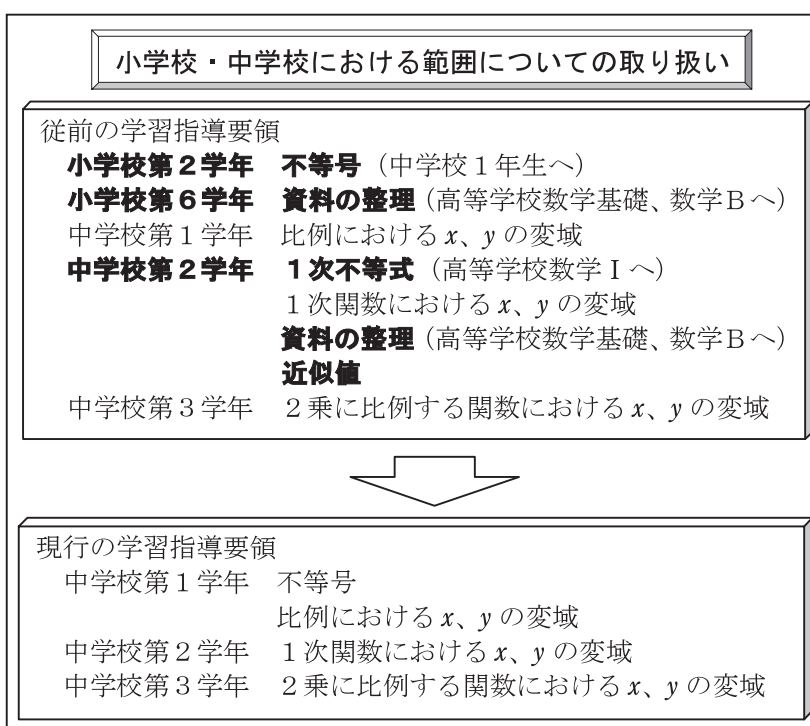 小学校・中学校における範囲についての取り扱い
従前の学習指導要領
小学校第２学年　不等号（中学校１年生へ）
小学校第６学年　資料の整理（高等学校数学基礎、数学Ｂへ）
中学校第１学年　比例におけるx、yの変域
中学校第２学年　１次不等式（高等学校数学Ⅰへ）
１次関数におけるx、yの変域
資料の整理（高等学校数学基礎、数学Ｂへ）
近似値
中学校第３学年　２乗に比例する関数におけるx、yの変域
現行の学習指導要領
中学校第１学年　不等号
比例におけるx、yの変域
中学校第２学年　１次関数におけるx、yの変域
中学校第３学年　２乗に比例する関数におけるx、yの変域